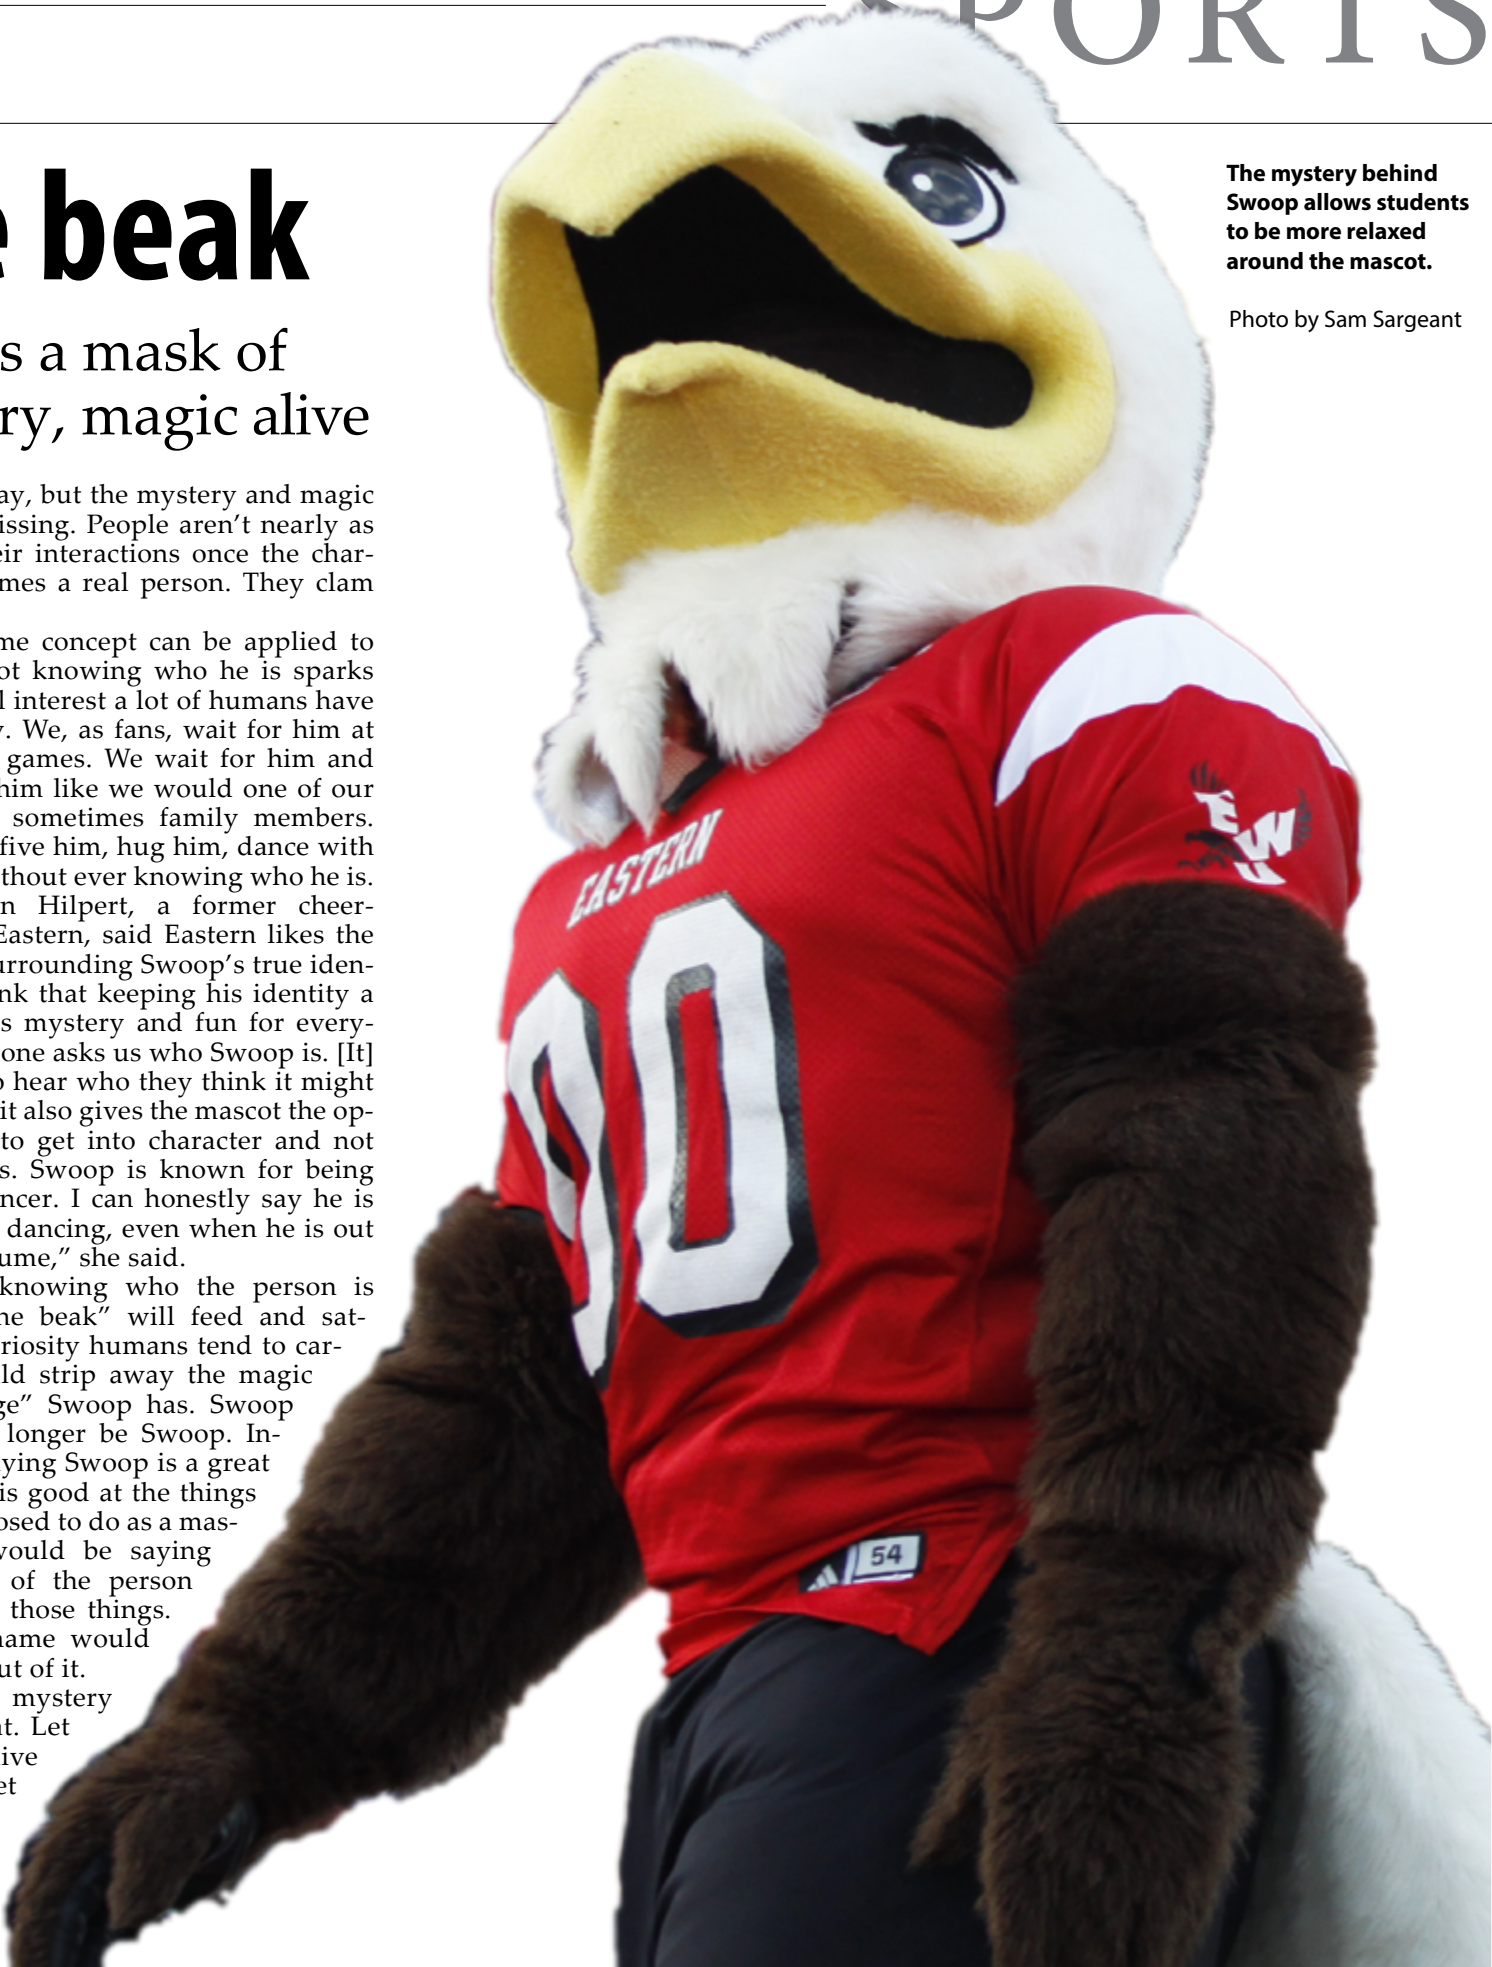 SPORTS
beak
s a mask of
ry, magic alive
ay, but the mystery and magic
issing. People aren't nearly as
eir interactions once the char-
mes a real person. They clam
me concept can be applied to
ot knowing who he is sparks
l interest a lot of humans have
y. We, as fans, wait for him at
games. We wait for him and
him like we would one of our
sometimes family members.
five him, hug him, dance with
thout ever knowing who he is.
n Hilpert, a former cheer-
Eastern, said Eastern likes the
urrounding Swoop's true iden-
nk that keeping his identity a
s mystery and fun for every-
one asks us who Swoop is. [It]
o hear who they think it might
it also gives the mascot the op-
to get into character and not
s. Swoop is known for being
ncer. I can honestly say he is
dancing, even when he is out
ume," she said.
knowing who the person is
he beak" will feed and sat-
riosity humans tend to car-
ld strip away the magic
ge" Swoop has. Swoop
longer be Swoop. In-
ying Swoop is a great
is good at the things
osed to do as a mas-
would be saying
of the person
those things.
name would
ut of it.
mystery
nt. Let
ive
et
The mystery behind
Swoop allows students
to be more relaxed
around the mascot.
Photo by Sam Sargeant
EASTERN
90
EWU
54